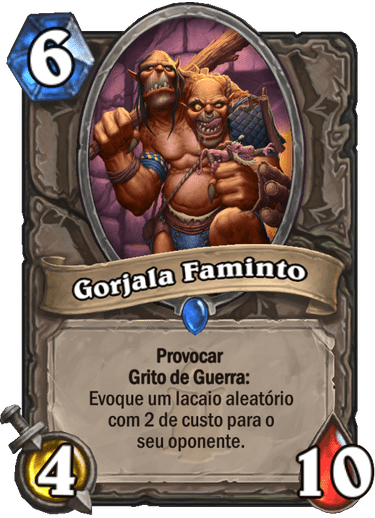 6
Gorjala Faminto
Provocar
Grito de Guerra:
Evoque um lacaio aleatório
com 2 de custo para o
seu oponente.
4
10